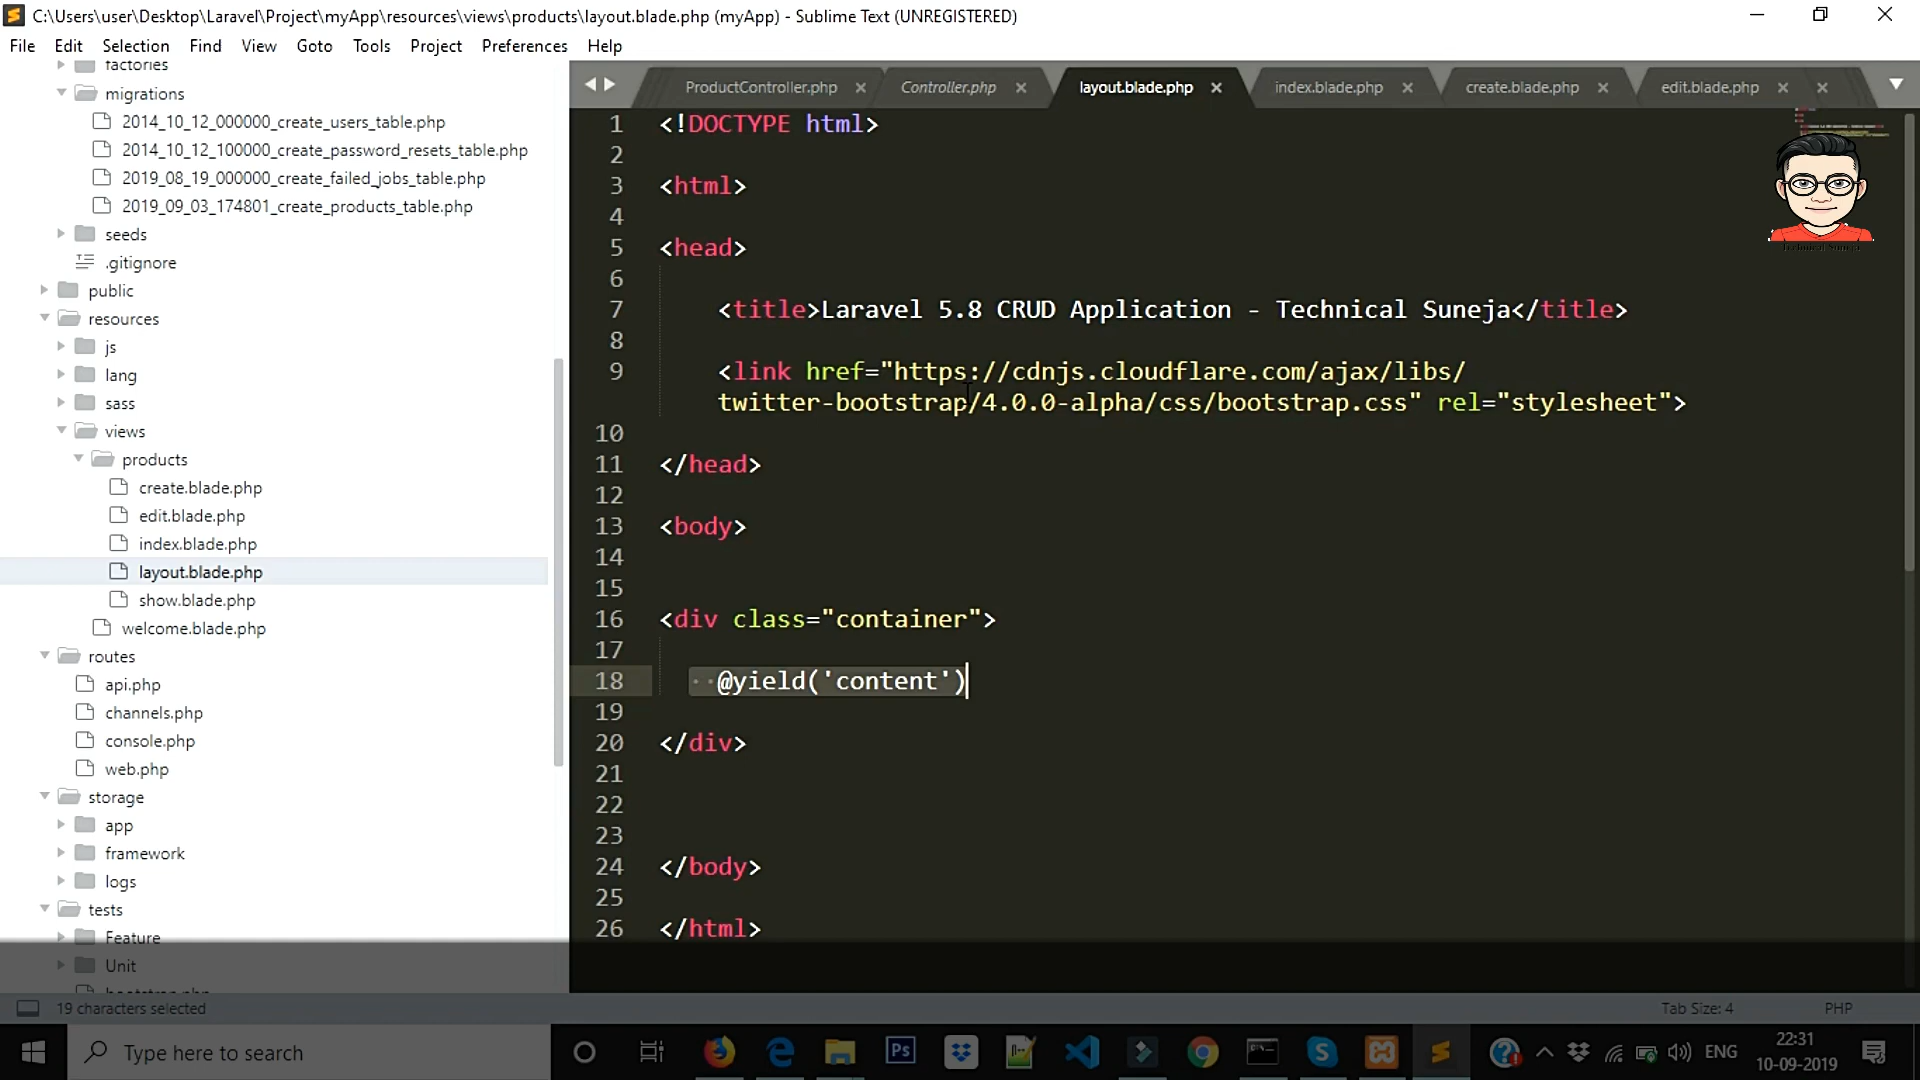 C:\Users\user\Desktop\Laravel\Project\myApp\resources\views\products\layout.blade.php (myApp) - Sublime Text (UNREGISTERED)
File Edit Selection Find View Goto Tools Project Preferences Help
factories
migrations
2014_10_12_000000_create_users_table.php
2014_10_12_100000_create_password_resets_table.php
2019_08_19_000000_create_failed_jobs_table.php
2019_09_03_174801_create_products_table.php
seeds
.gitignore
public
resources
js
lang
sass
views
products
create.blade.php
edit.blade.php
index.blade.php
layout.blade.php
show.blade.php
welcome.blade.php
routes
api.php
channels.php
console.php
web.php
storage
app
framework
logs
tests
Feature
Unit
bootstrap.php
ProductController.php Controller.php layout.blade.php index.blade.php create.blade.php edit.blade.php
1 <!DOCTYPE html>
2
3 <html>
4
5 <head>
6
7 <title>Laravel 5.8 CRUD Application - Technical Suneja</title>
8
9 <link href="https://cdnjs.cloudflare.com/ajax/libs/
twitter-bootstrap/4.0.0-alpha/css/bootstrap.css" rel="stylesheet">
10
11 </head>
12
13 <body>
14
15
16 <div class="container">
17
18 @yield('content')
19
20 </div>
21
22
23
24 </body>
25
26 </html>
Technical Suneja
19 characters selected
Tab Size: 4
PHP
Type here to search
Ps
ENG
22:31
10-09-2019